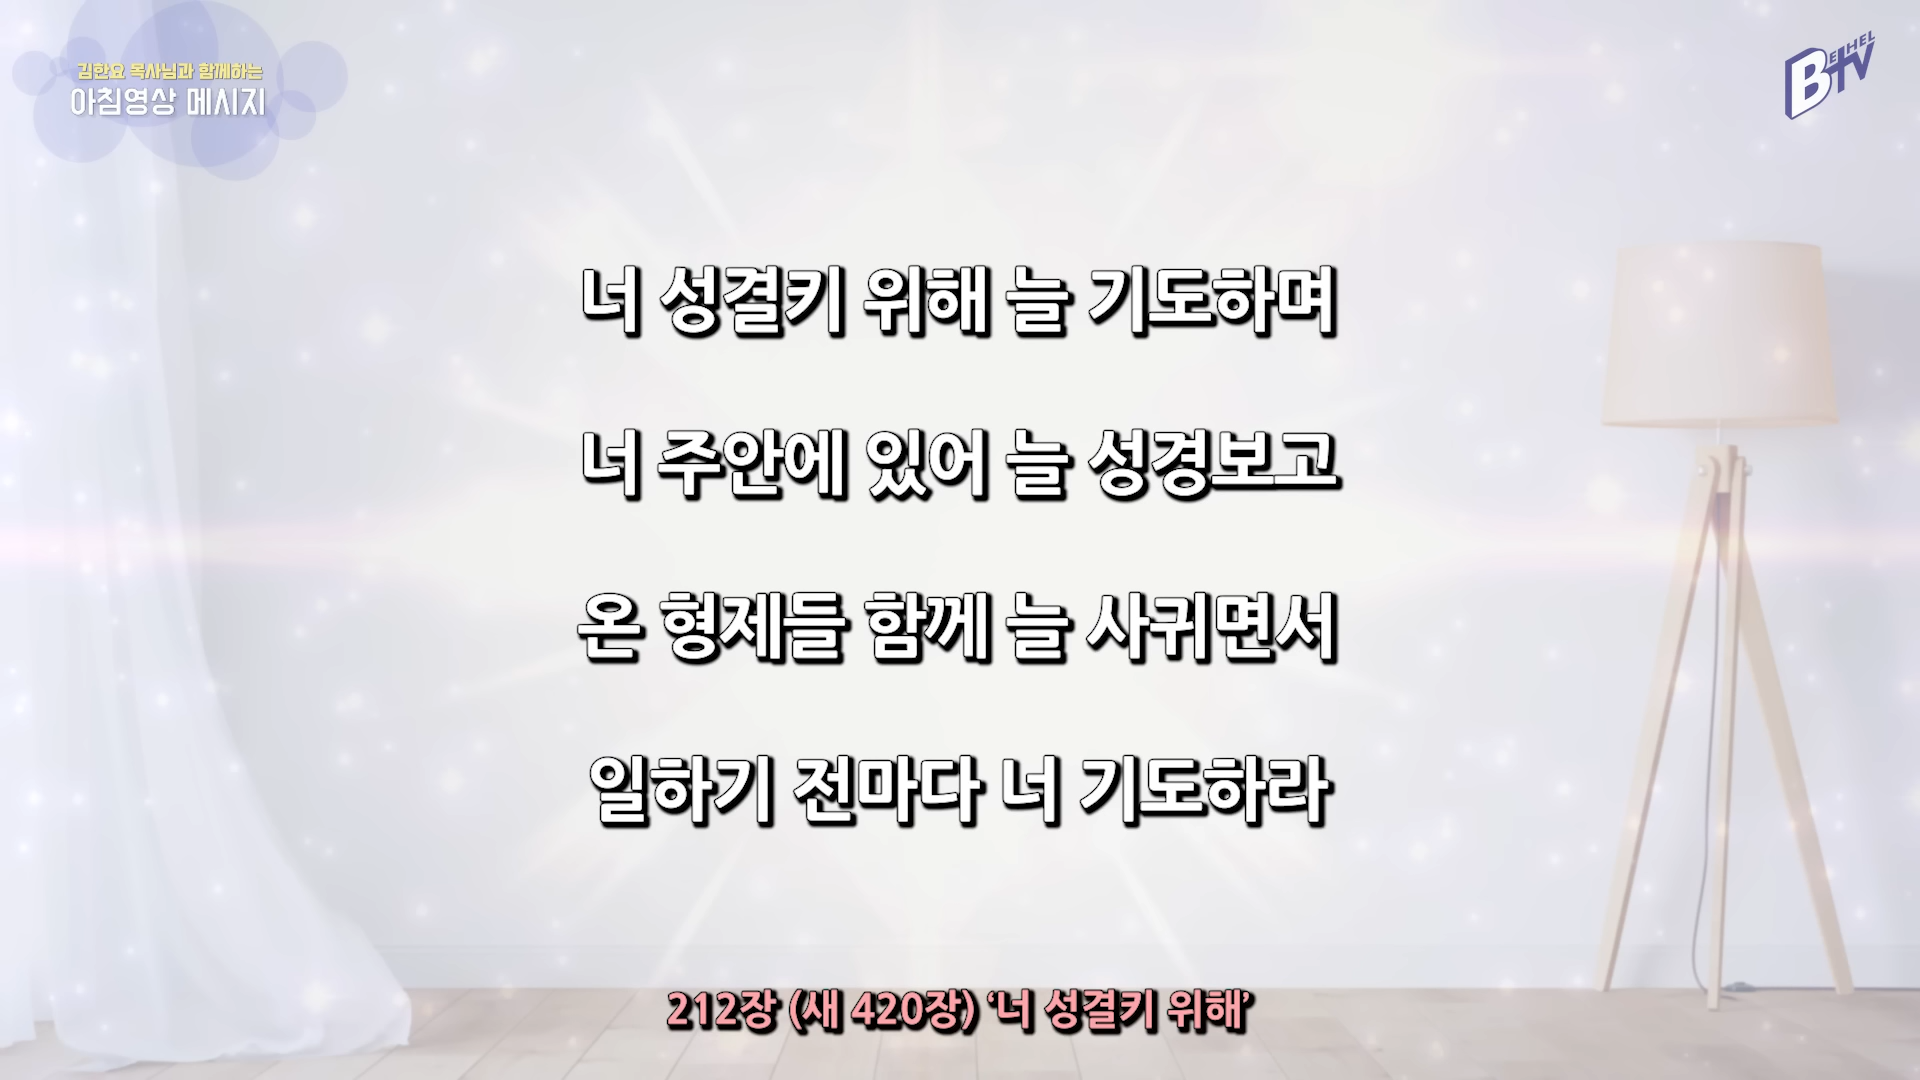 김한요 목사님과 함께하는
아침영상 메시지
BETHEL TV
너 성결키 위해 늘 기도하며
너 주안에 있어 늘 성경보고
온 형제들 함께 늘 사귀면서
일하기 전마다 너 기도하라
212장 (새 420장) ‘너 성결키 위해’